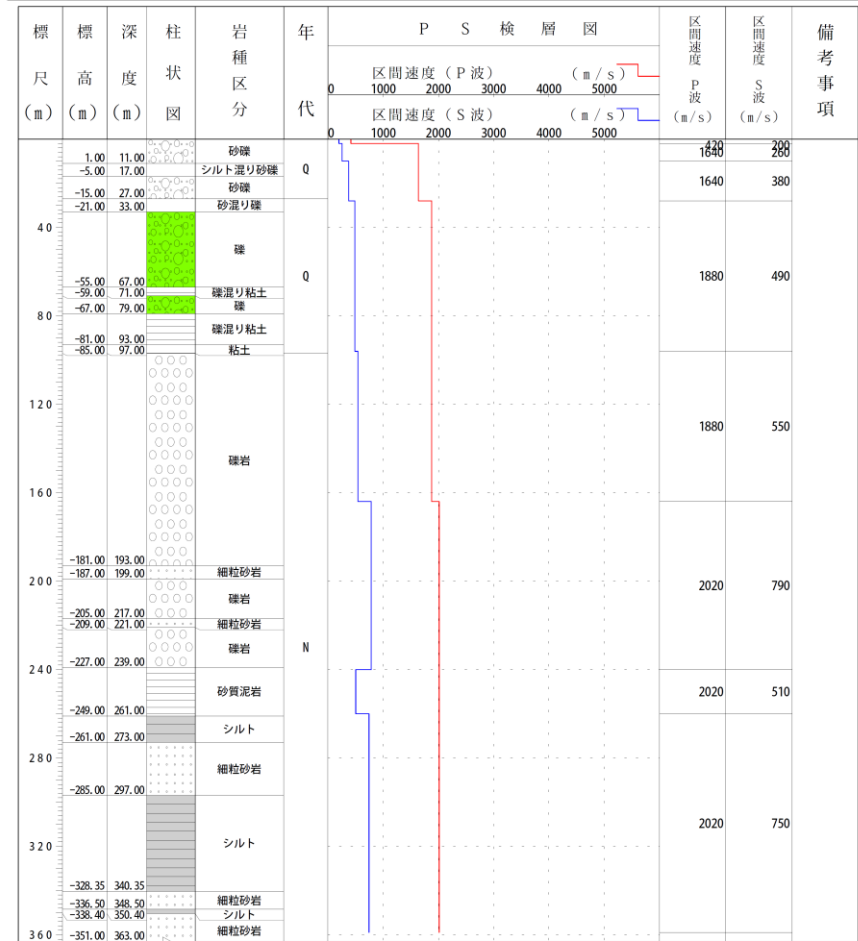 標尺(m) 標高(m) 深度(m) 柱状図 岩種区分 年代 PS検層図 区間速度 P波(m/s) 区間速度 S波(m/s) 備考事項
区間速度(P波) (m/s)
0 1000 2000 3000 4000 5000
区間速度(S波) (m/s)
0 1000 2000 3000 4000 5000
420 200
1.00 11.00 砂礫 1640 260
-5.00 17.00 シルト混り砂礫 Q
-15.00 27.00 砂礫 1640 380
-21.00 33.00 砂混り礫
40
-55.00 67.00 礫 Q 1880 490
-59.00 71.00 礫混り粘土
-67.00 79.00 礫
80
-81.00 93.00 礫混り粘土
-85.00 97.00 粘土
120
1880 550
160
-181.00 193.00 礫岩
-187.00 199.00 細粒砂岩
200
-205.00 217.00 礫岩 2020 790
-209.00 221.00 細粒砂岩
-227.00 239.00 礫岩 N
240
-249.00 261.00 砂質泥岩 2020 510
-261.00 273.00 シルト
280
-285.00 297.00 細粒砂岩
320
2020 750
-328.35 340.35 シルト
-336.50 348.50 細粒砂岩
-338.40 350.40 シルト
360
-351.00 363.00 細粒砂岩